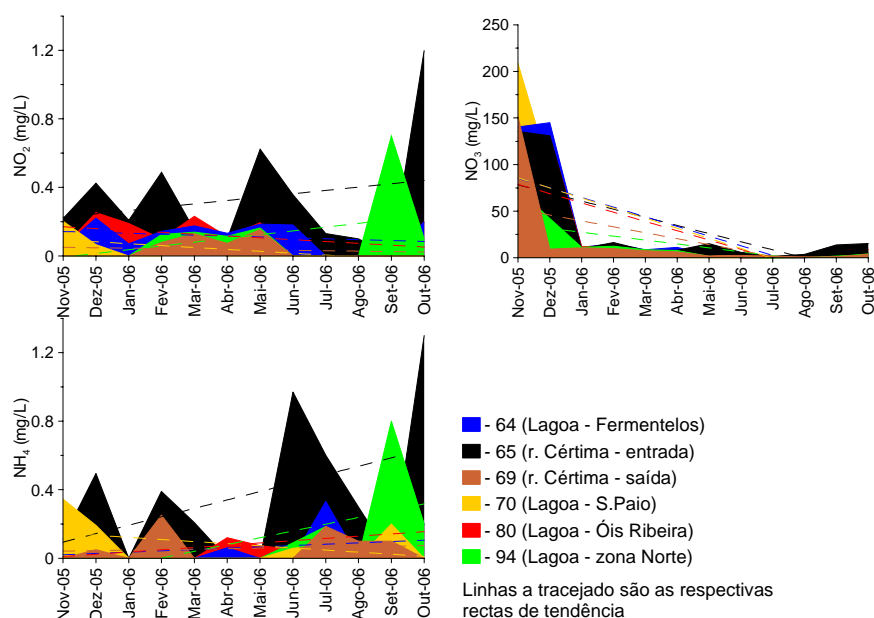 NO2 (mg/L)
1.2
0.8
0.4
0
Nov-05
Dez-05
Jan-06
Fev-06
Mar-06
Abr-06
Mai-06
Jun-06
Jul-06
Ago-06
Set-06
Out-06
NO3 (mg/L)
250
200
150
100
50
0
Nov-05
Dez-05
Jan-06
Fev-06
Mar-06
Abr-06
Mai-06
Jun-06
Jul-06
Ago-06
Set-06
Out-06
NH4 (mg/L)
1.2
0.8
0.4
0
Nov-05
Dez-05
Jan-06
Fev-06
Mar-06
Abr-06
Mai-06
Jun-06
Jul-06
Ago-06
Set-06
Out-06
- 64 (Lagoa - Fermentelos)
- 65 (r. Cértima - entrada)
- 69 (r. Cértima - saída)
- 70 (Lagoa - S.Paio)
- 80 (Lagoa - Óis Ribeira)
- 94 (Lagoa - zona Norte)
Linhas a tracejado são as respectivas
rectas de tendência